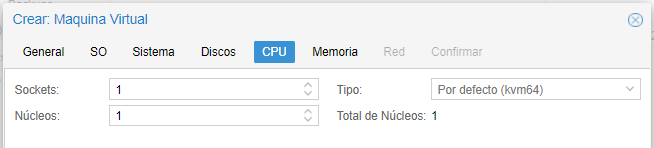 Crear: Maquina Virtual
General SO Sistema Discos CPU Memoria Red Confirmar
Sockets: 1 Tipo: Por defecto (kvm64)
Núcleos: 1 Total de Núcleos: 1